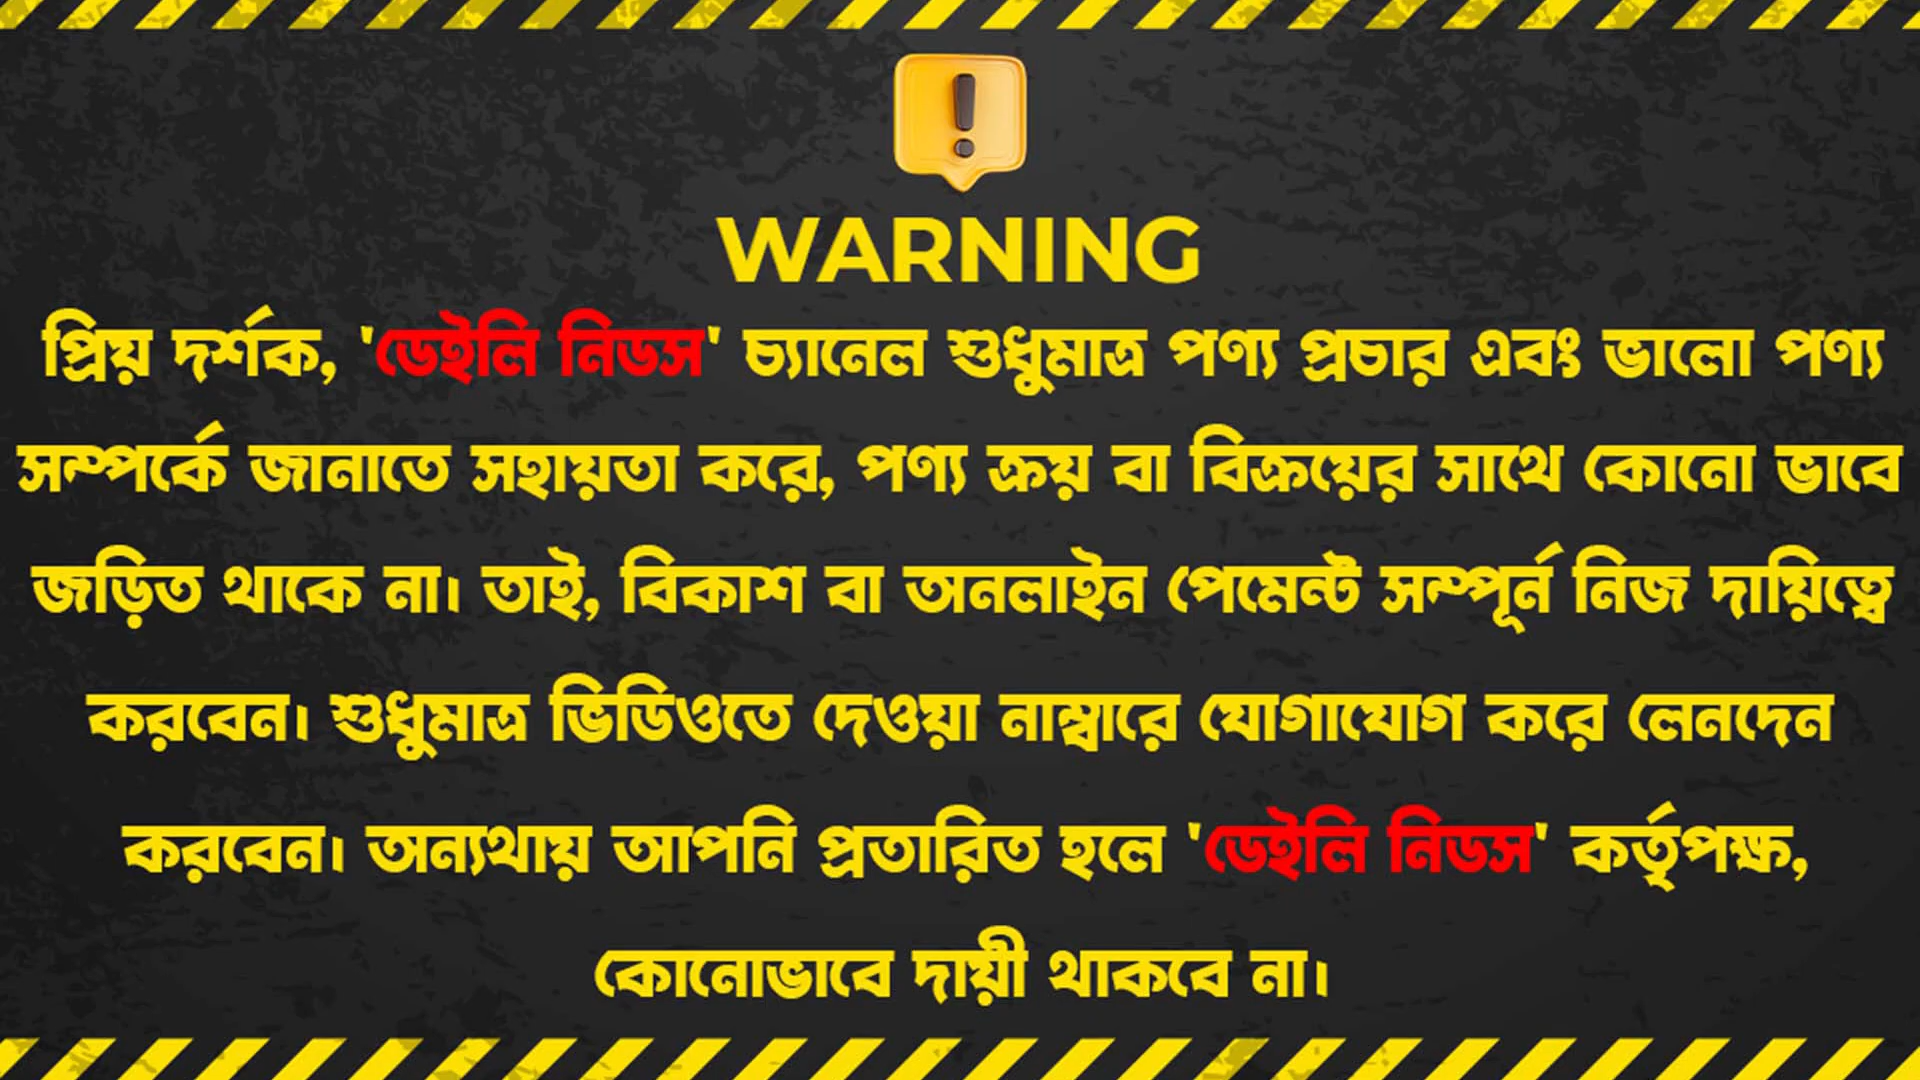 WARNING
প্রিয় দর্শক, 'ডেইলি নিডস' চ্যানেল শুধুমাত্র পণ্য প্রচার এবং ভালো পণ্য
সম্পর্কে জানাতে সহায়তা করে, পণ্য ক্রয় বা বিক্রয়ের সাথে কোনো ভাবে
জড়িত থাকে না। তাই, বিকাশ বা অনলাইন পেমেন্ট সম্পূর্ন নিজ দায়িত্বে
করবেন। শুধুমাত্র ভিডিওতে দেওয়া নাম্বারে যোগাযোগ করে লেনদেন
করবেন। অন্যথায় আপনি প্রতারিত হলে 'ডেইলি নিডস' কর্তৃপক্ষ,
কোনোভাবে দায়ী থাকবে না।